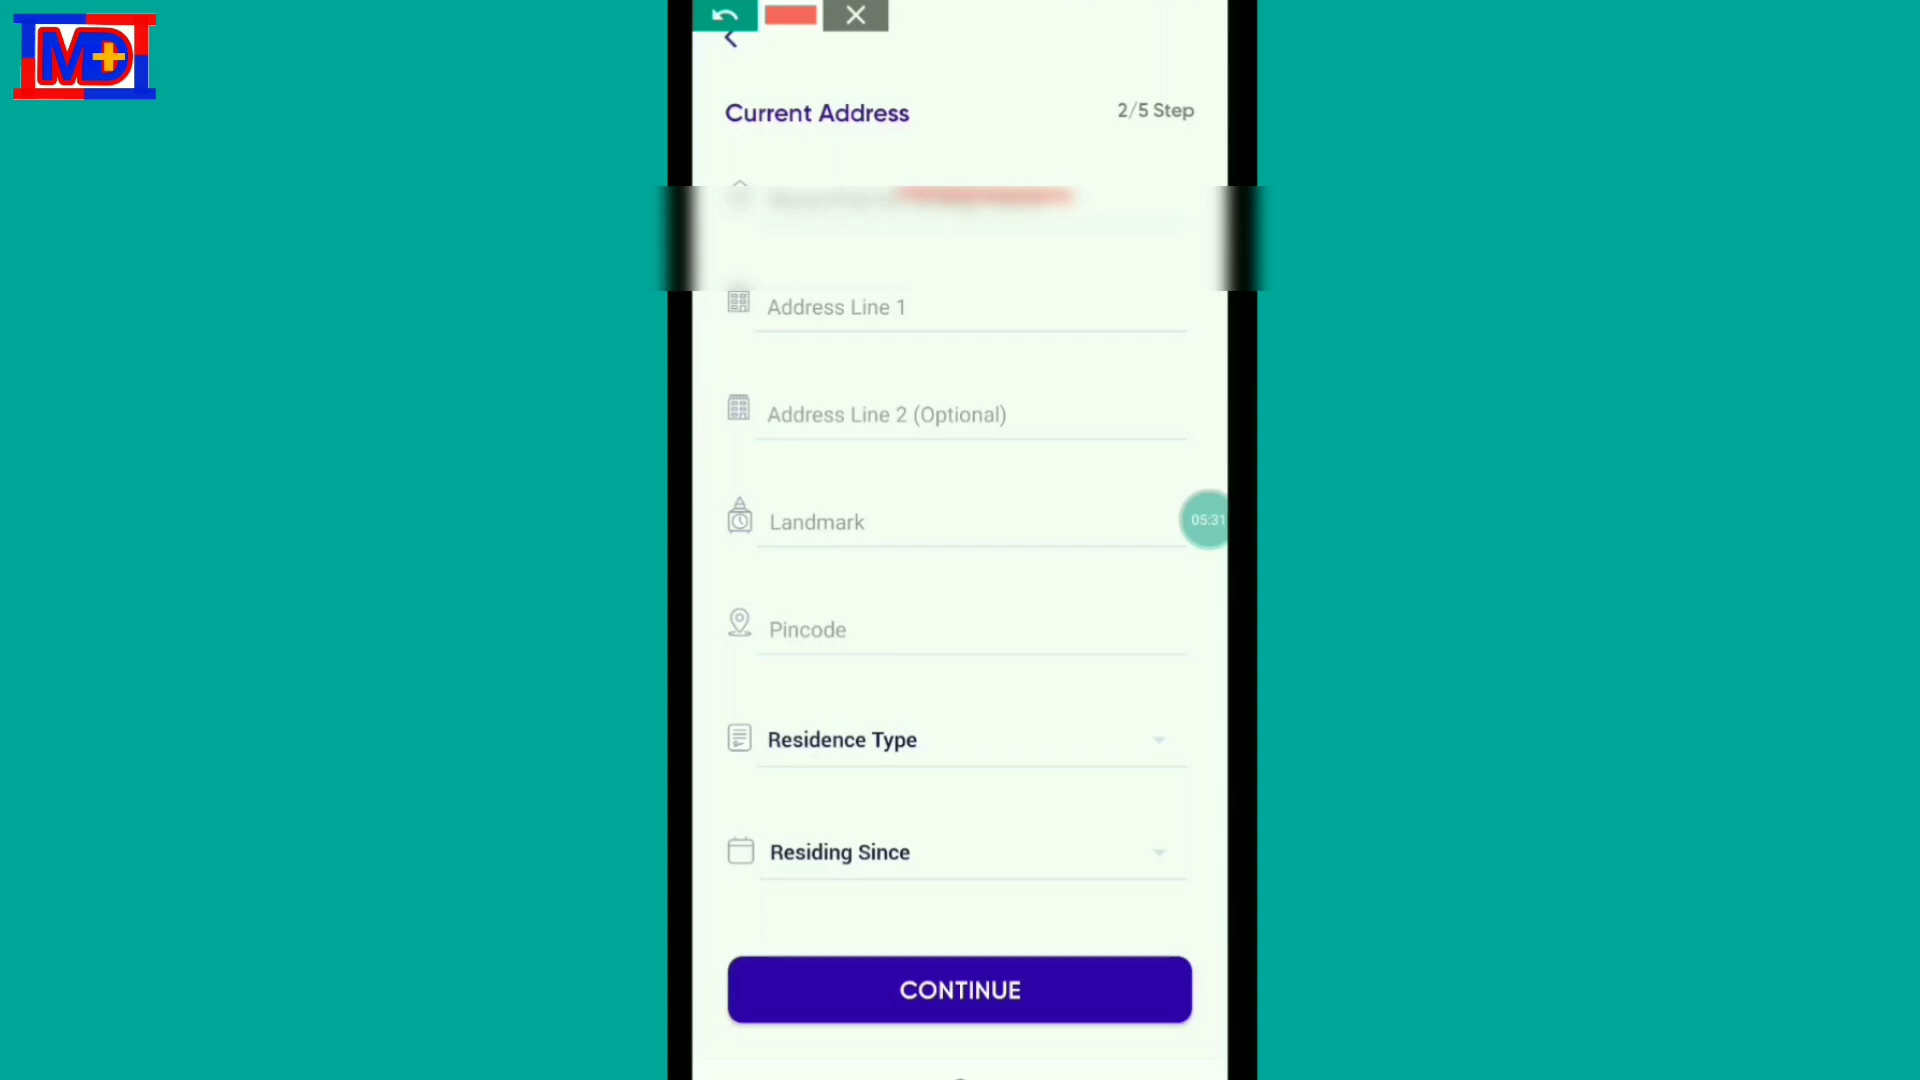 MD+
Current Address
2/5 Step
Address Line 1
Address Line 2 (Optional)
Landmark
05:31
Pincode
Residence Type
Residing Since
CONTINUE